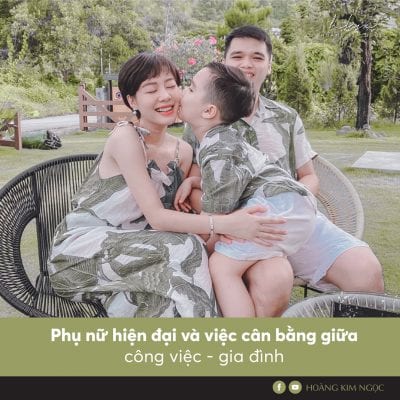 Phụ nữ hiện đại và việc cân bằng giữa
công việc - gia đình
HOÀNG KIM NGỌC